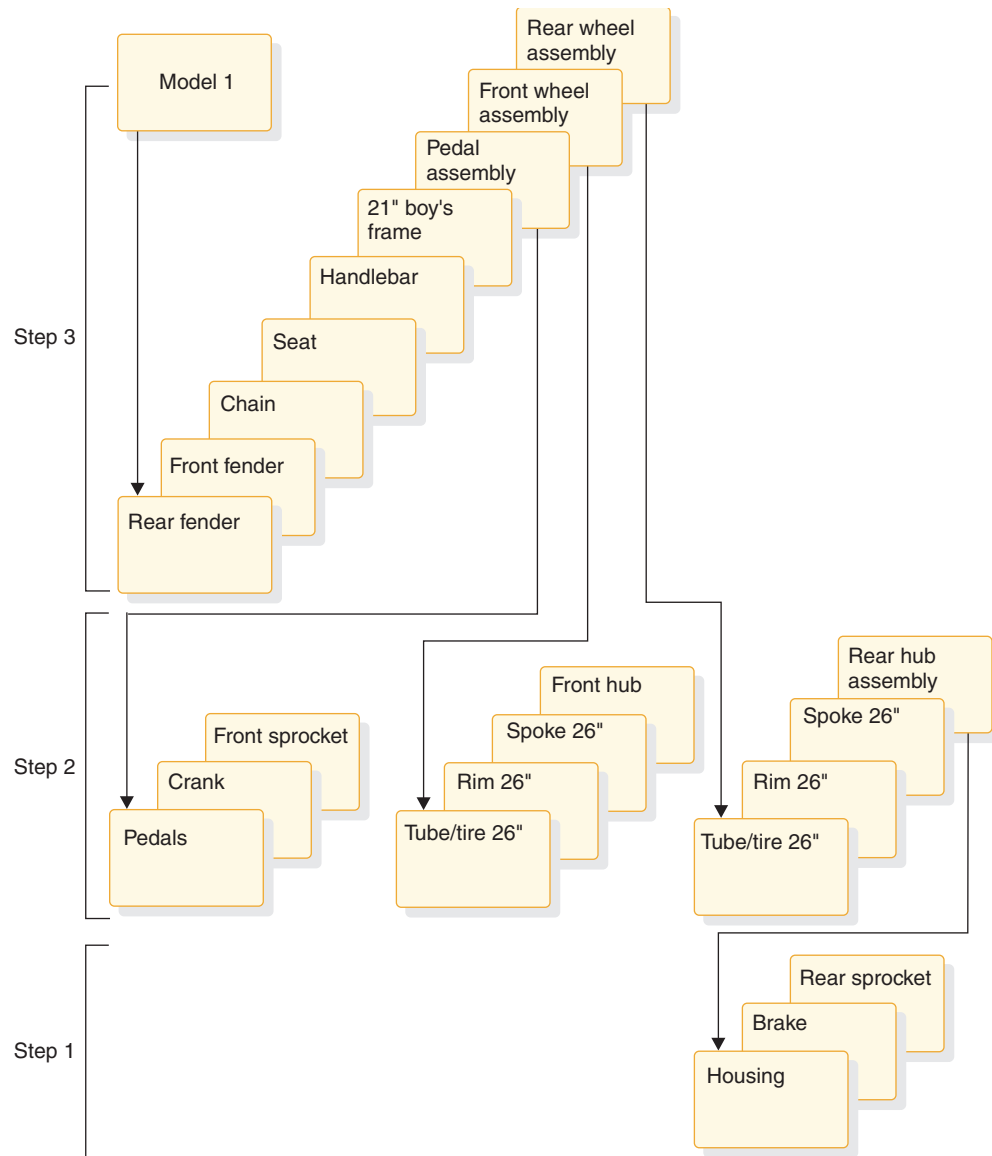 Rear wheel
assembly
Model 1
Front wheel
assembly
Pedal
assembly
21" boy's
frame
Handlebar
Step 3
Seat
Chain
Front fender
Rear fender
Rear hub
assembly
Front hub
Spoke 26"
Front sprocket
Spoke 26"
Step 2
Crank
Rim 26"
Rim 26"
Pedals
Tube/tire 26"
Tube/tire 26"
Rear sprocket
Brake
Step 1
Housing